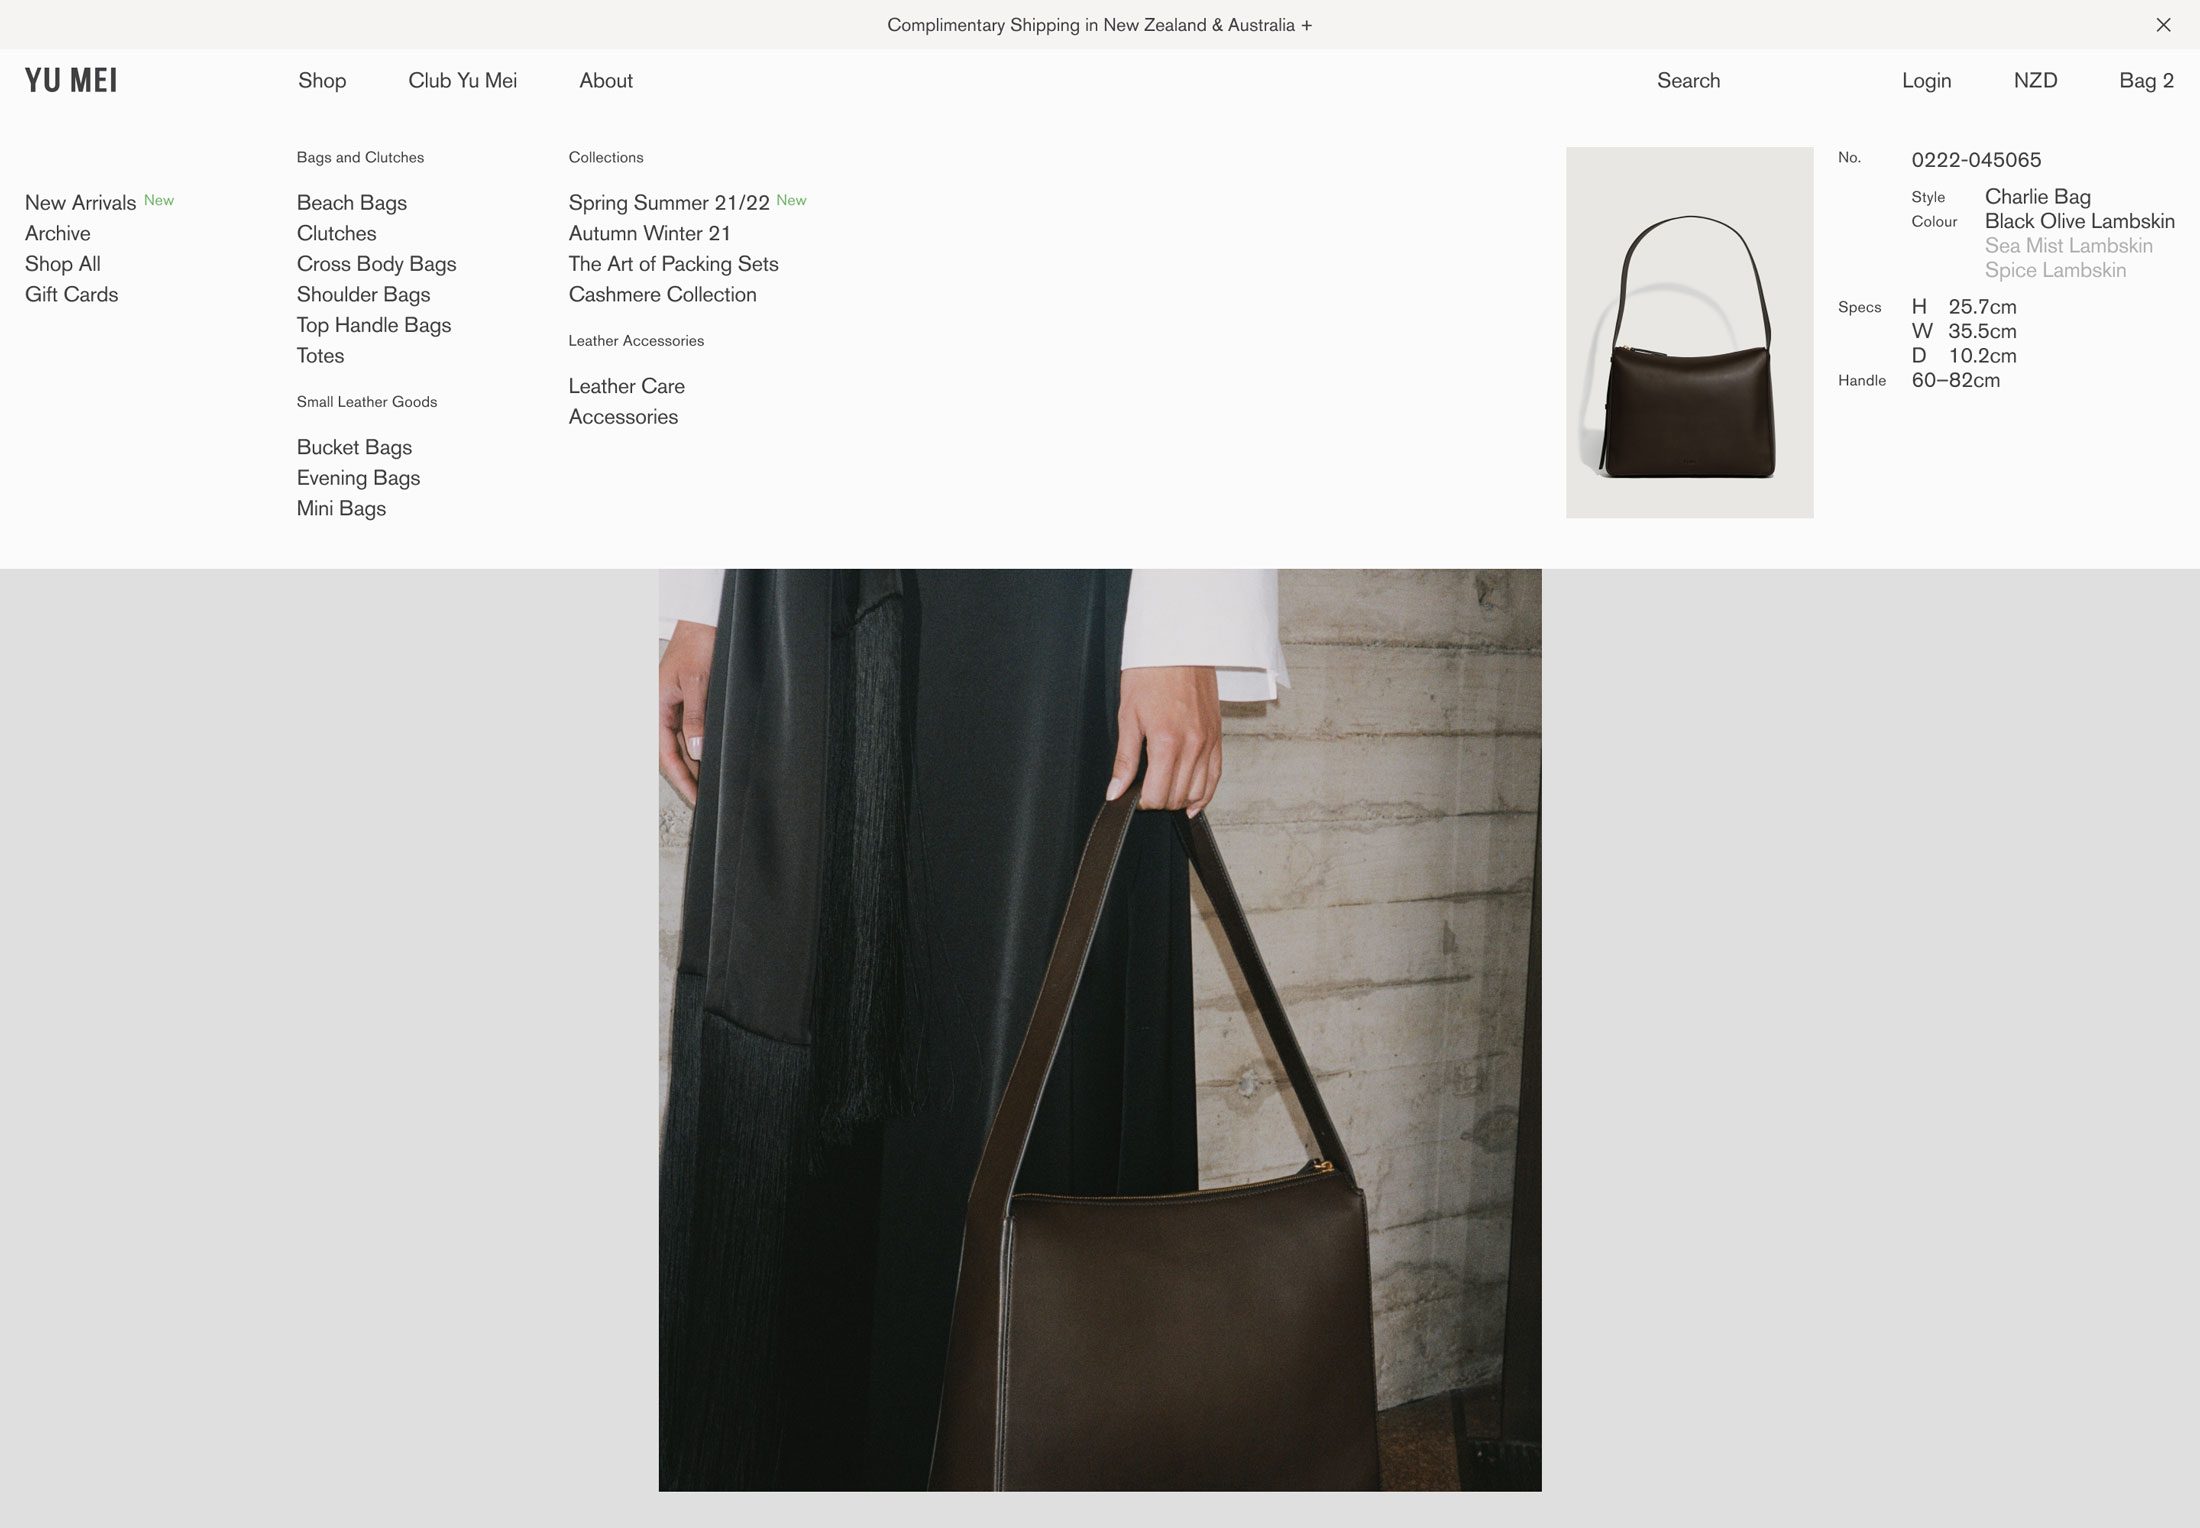 Complimentary Shipping in New Zealand & Australia +
YU MEI
Shop
Club Yu Mei
About
Search
Login
NZD
Bag 2
New Arrivals New
Archive
Shop All
Gift Cards
Bags and Clutches
Beach Bags
Clutches
Cross Body Bags
Shoulder Bags
Top Handle Bags
Totes
Small Leather Goods
Bucket Bags
Evening Bags
Mini Bags
Collections
Spring Summer 21/22 New
Autumn Winter 21
The Art of Packing Sets
Cashmere Collection
Leather Accessories
Leather Care
Accessories
No. 0222-045065
Style Charlie Bag
Colour Black Olive Lambskin
Sea Mist Lambskin
Spice Lambskin
Specs H 25.7cm
W 35.5cm
D 10.2cm
Handle 60–82cm